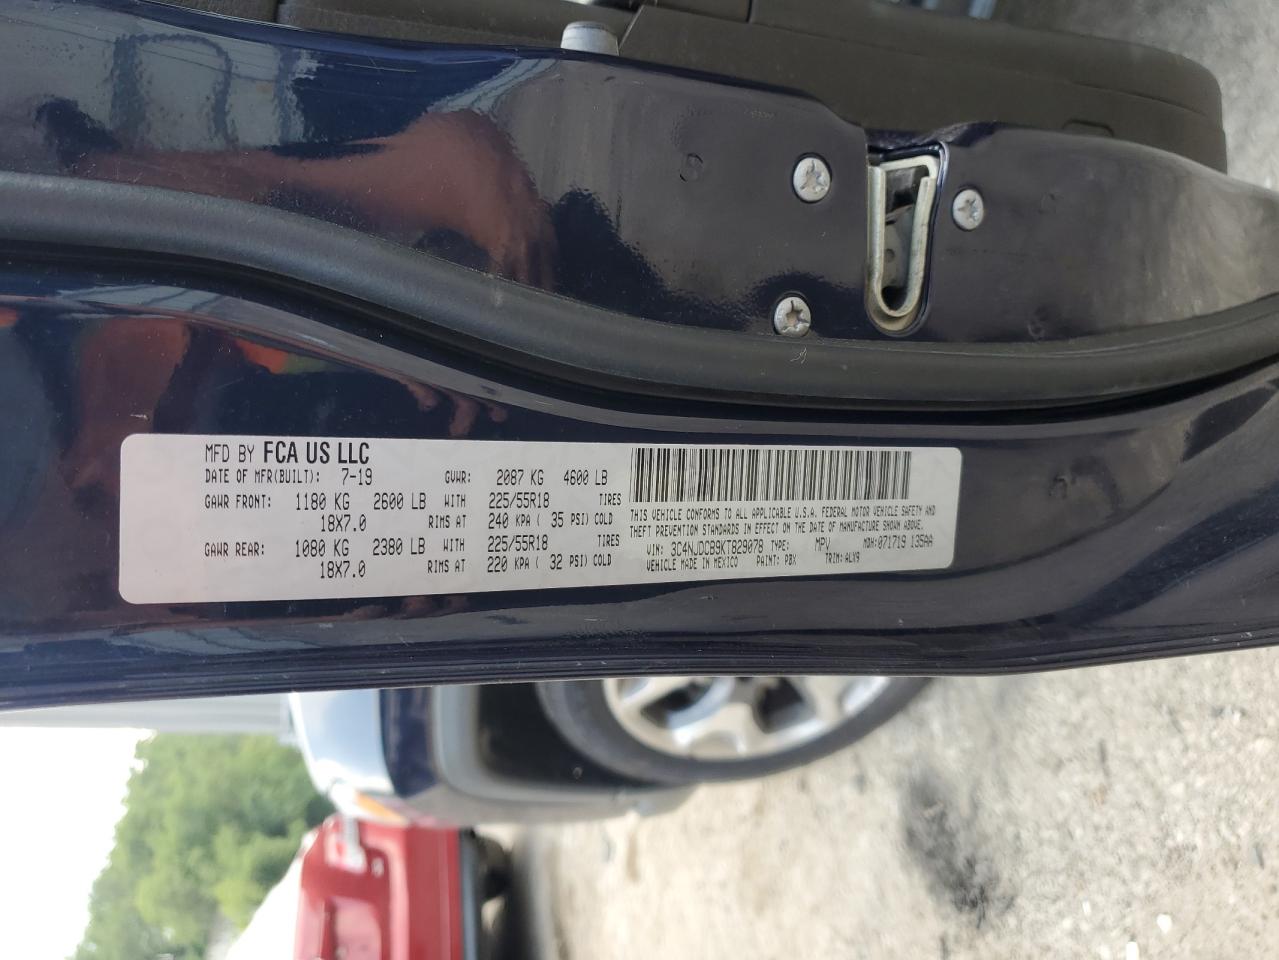 MFD BY FCA US LLC
DATE OF MFR(BUILT): 7-19 GVWR: 2087 KG 4600 LB
GAWR FRONT: 1180 KG 2600 LB WITH 225/55R18 TIRES
18X7.0 RIMS AT 240 KPA ( 35 PSI) COLD
GAWR REAR: 1080 KG 2380 LB WITH 225/55R18 TIRES
18X7.0 RIMS AT 220 KPA ( 32 PSI) COLD
THIS VEHICLE CONFORMS TO ALL APPLICABLE U.S.A. FEDERAL MOTOR VEHICLE SAFETY AND
THEFT PREVENTION STANDARDS IN EFFECT ON THE DATE OF MANUFACTURE SHOWN ABOVE.
VIN: 3C4NJDCB9KT829078 TYPE: MPV MDH:071719 135AA
VEHICLE MADE IN MEXICO PAINT: PBX TRIM: ALX9